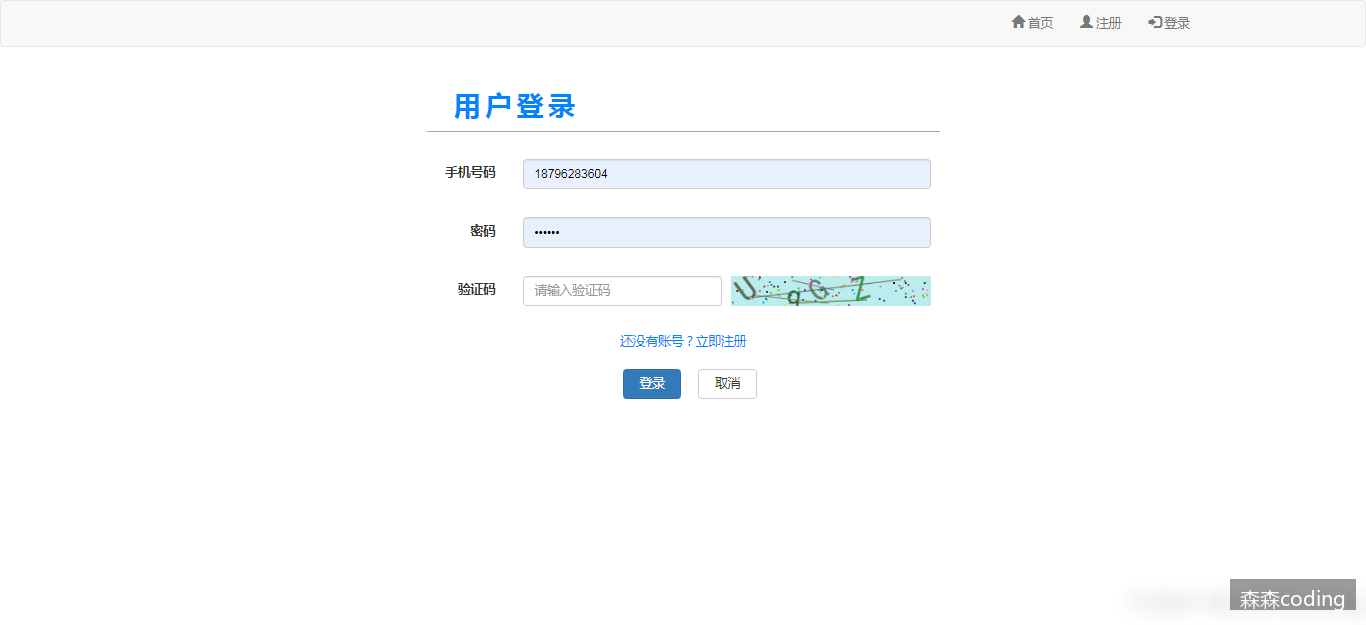 首页 注册 登录
用户登录
手机号码 18796283604
密码 ••••••
验证码 请输入验证码
还没有账号？立即注册
登录 取消
森森coding